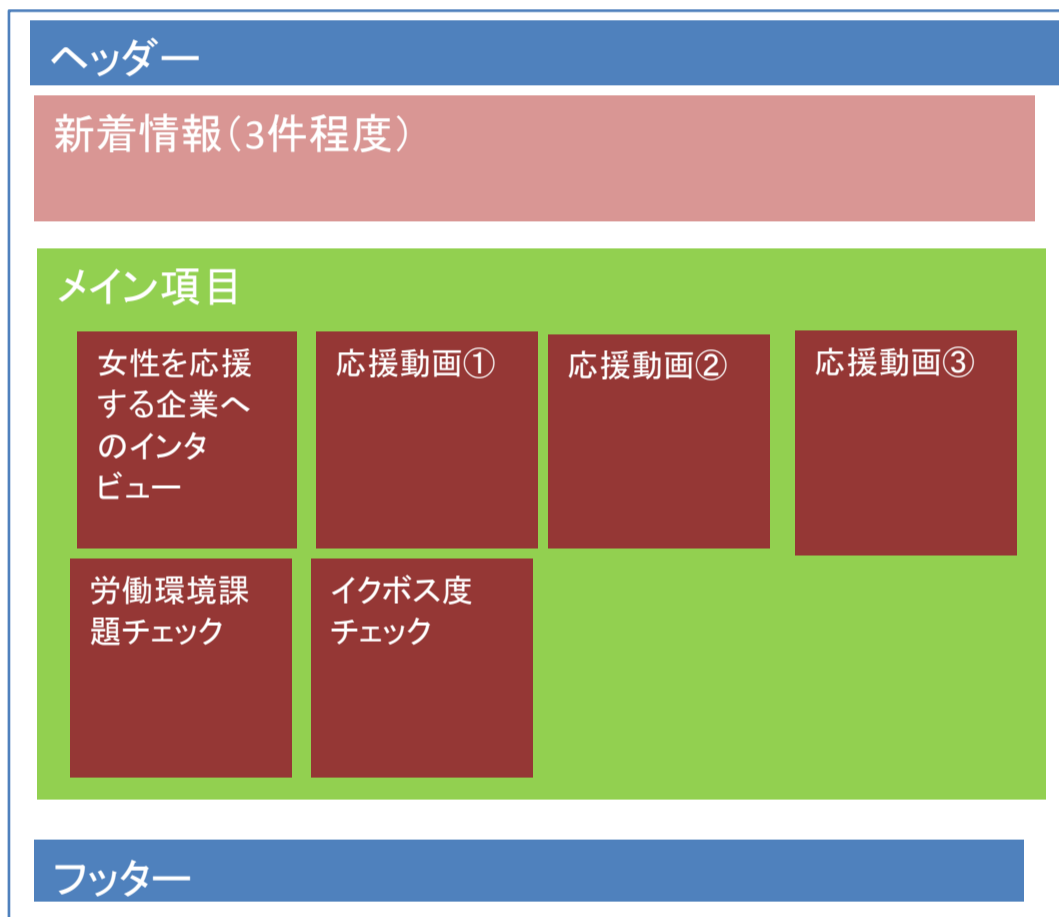 ヘッダー
新着情報（3件程度）
メイン項目
女性を応援
する企業へ
のインタ
ビュー
応援動画①
応援動画②
応援動画③
労働環境課
題チェック
イクボス度
チェック
フッター